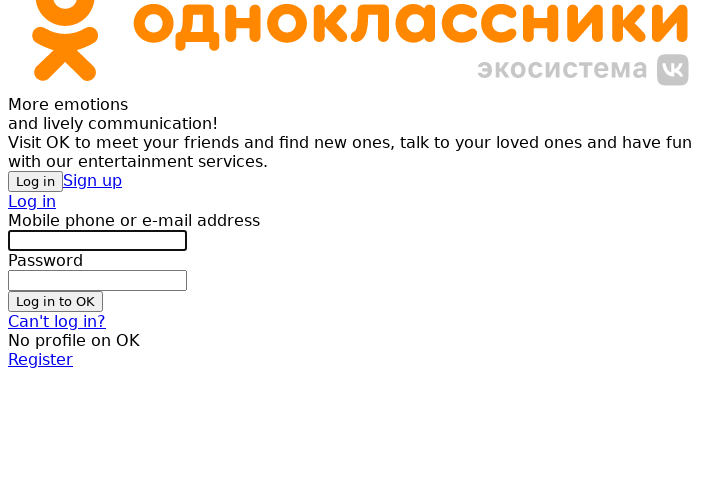 одноклассники
экосистема
More emotions
and lively communication!
Visit OK to meet your friends and find new ones, talk to your loved ones and have fun
with our entertainment services.
Log in Sign up
Log in
Mobile phone or e-mail address
Password
Log in to OK
Can't log in?
No profile on OK
Register